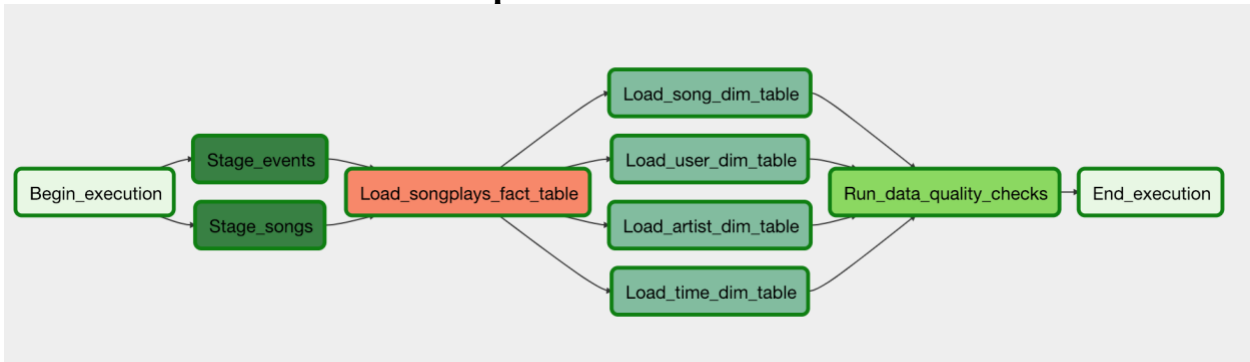 Begin_execution
Stage_events
Stage_songs
Load_songplays_fact_table
Load_song_dim_table
Load_user_dim_table
Load_artist_dim_table
Load_time_dim_table
Run_data_quality_checks
End_execution